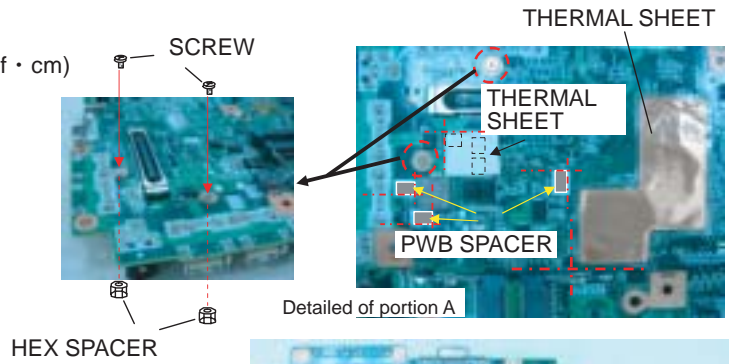 THERMAL SHEET
SCREW
f・cm)
THERMAL
SHEET
PWB SPACER
Detailed of portion A
HEX SPACER